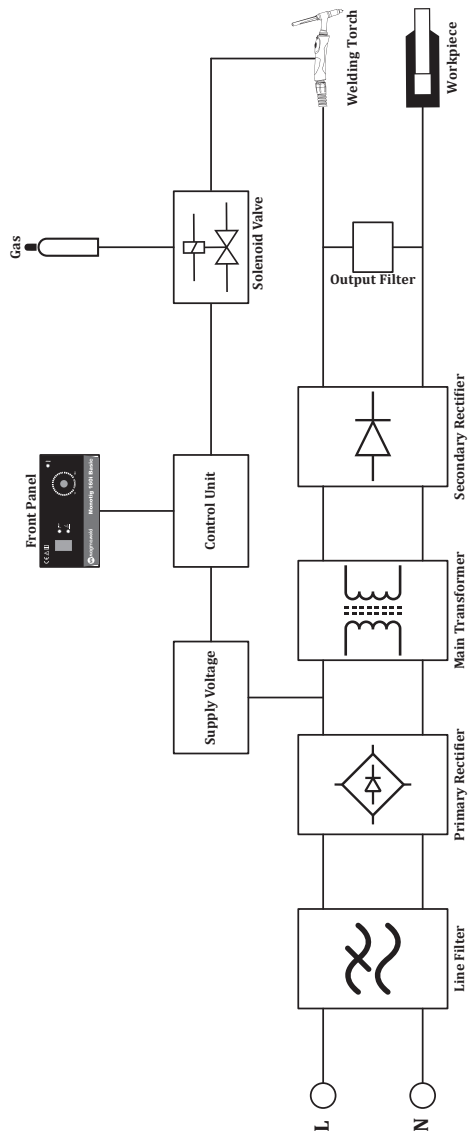 Gas
Front Panel
Monotig 160i Basic
Solenoid Valve
Control Unit
Supply Voltage
Welding Torch
Workpiece
Output Filter
Secondary Rectifier
Main Transformer
Primary Rectifier
Line Filter
L
N